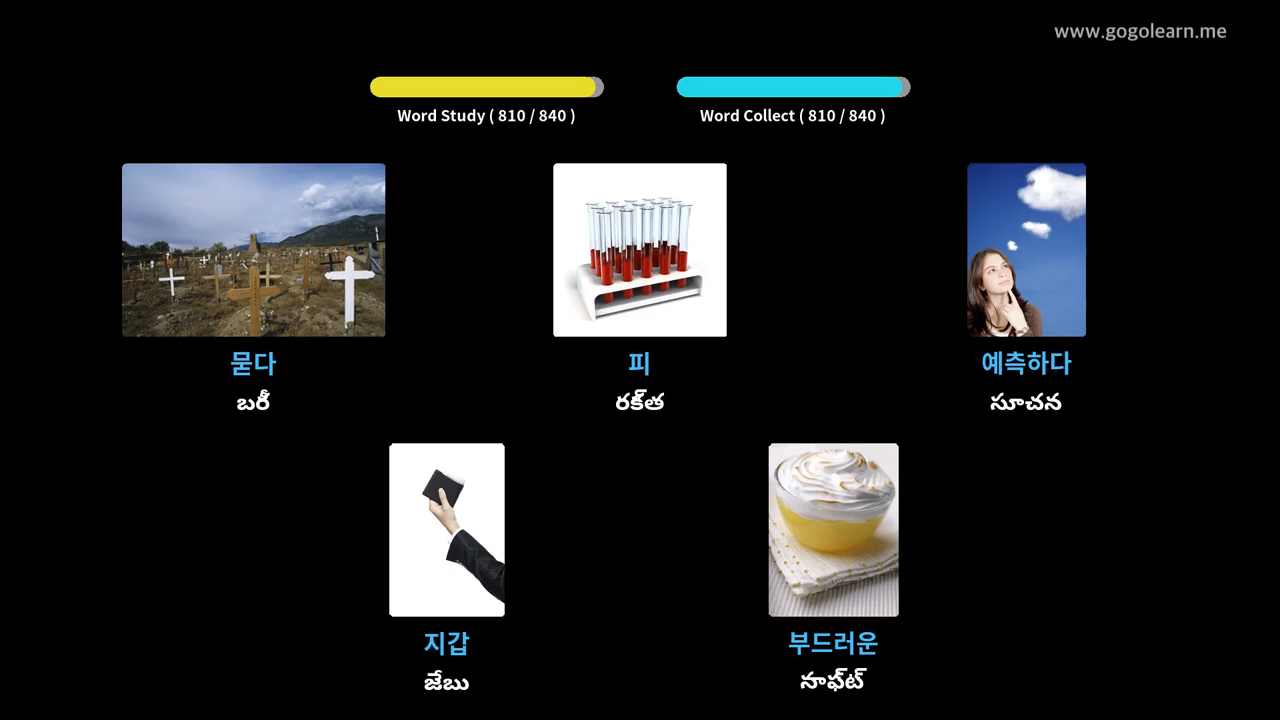 www.gogolearn.me
Word Study ( 810 / 840 )
Word Collect ( 810 / 840 )
묻다
피
예측하다
బరీ
రక్త
సూచన
지갑
부드러운
జేబు
నాఫ్ట్